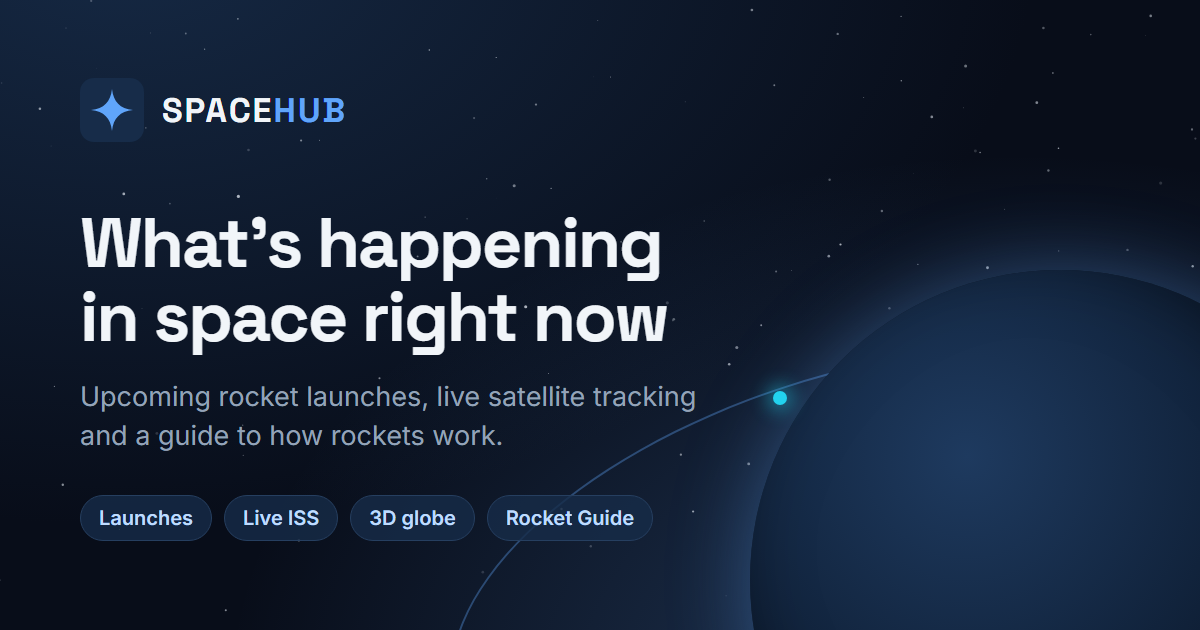 SPACEHUB
What’s happening
in space right now
Upcoming rocket launches, live satellite tracking
and a guide to how rockets work.
Launches Live ISS 3D globe Rocket Guide